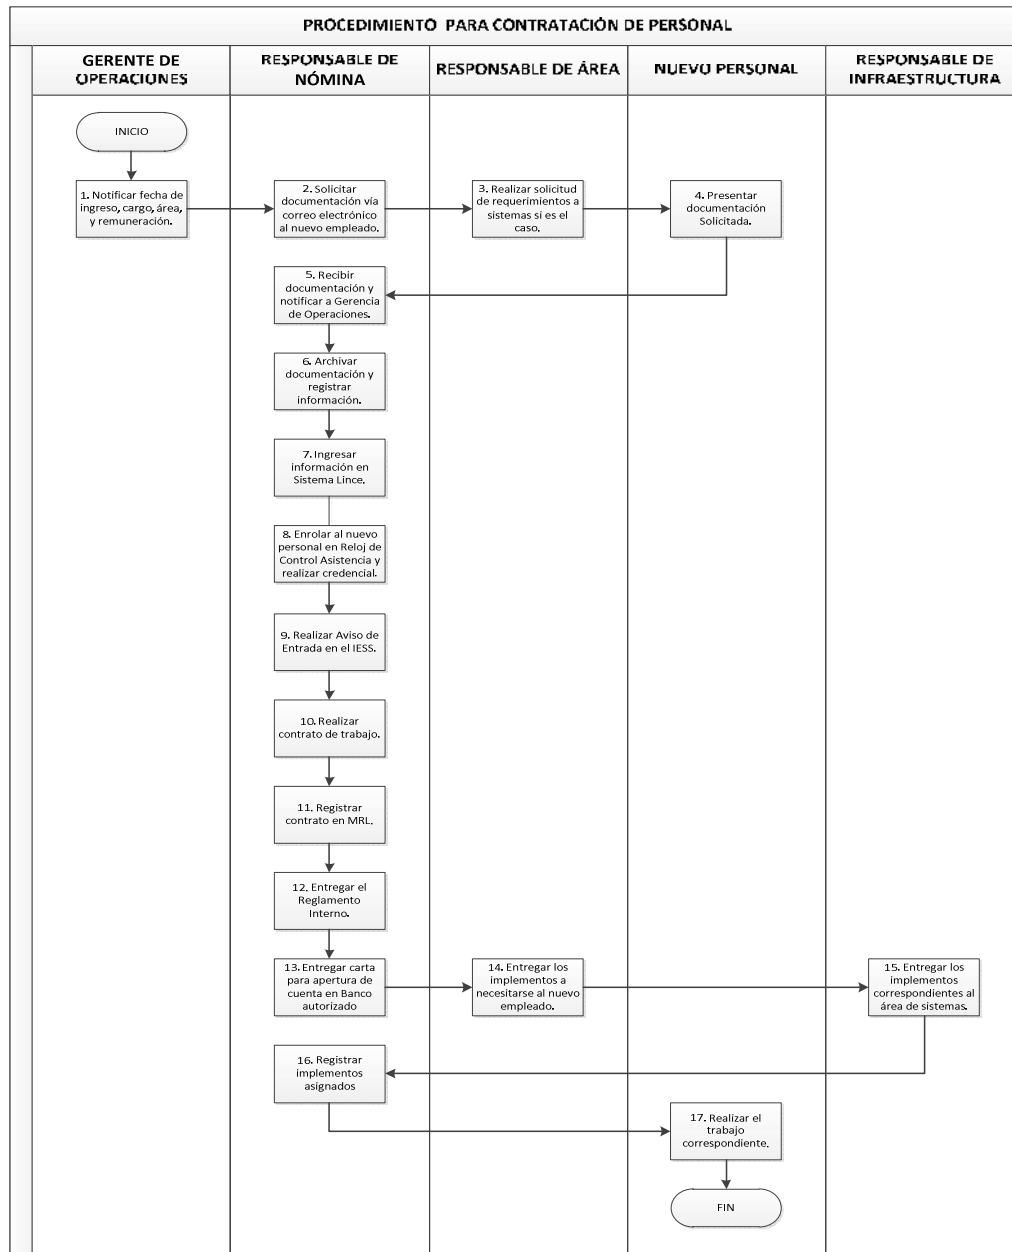 PROCEDIMIENTO PARA CONTRATACIÓN DE PERSONAL
GERENTE DE
OPERACIONES
RESPONSABLE DE
NÓMINA
RESPONSABLE DE ÁREA
NUEVO PERSONAL
RESPONSABLE DE
INFRAESTRUCTURA
INICIO
1. Notificar fecha de
ingreso, cargo, área,
y remuneración.
2. Solicitar
documentación vía
correo electrónico
al nuevo empleado.
3. Realizar solicitud
de requerimientos a
sistemas si es el
caso.
4. Presentar
documentación
Solicitada.
5. Recibir
documentación y
notificar a Gerencia
de Operaciones.
6. Archivar
documentación y
registrar
información.
7. Ingresar
información en
Sistema Lince.
8. Enrolar al nuevo
personal en Reloj de
Control Asistencia y
realizar credencial.
9. Realizar Aviso de
Entrada en el IESS.
10. Realizar
contrato de trabajo.
11. Registrar
contrato en MRL.
12. Entregar el
Reglamento
Interno.
13. Entregar carta
para apertura de
cuenta en Banco
autorizado
14. Entregar los
implementos a
necesitarse al nuevo
empleado.
15. Entregar los
implementos
correspondientes al
área de sistemas.
16. Registrar
implementos
asignados
17. Realizar el
trabajo
correspondiente.
FIN